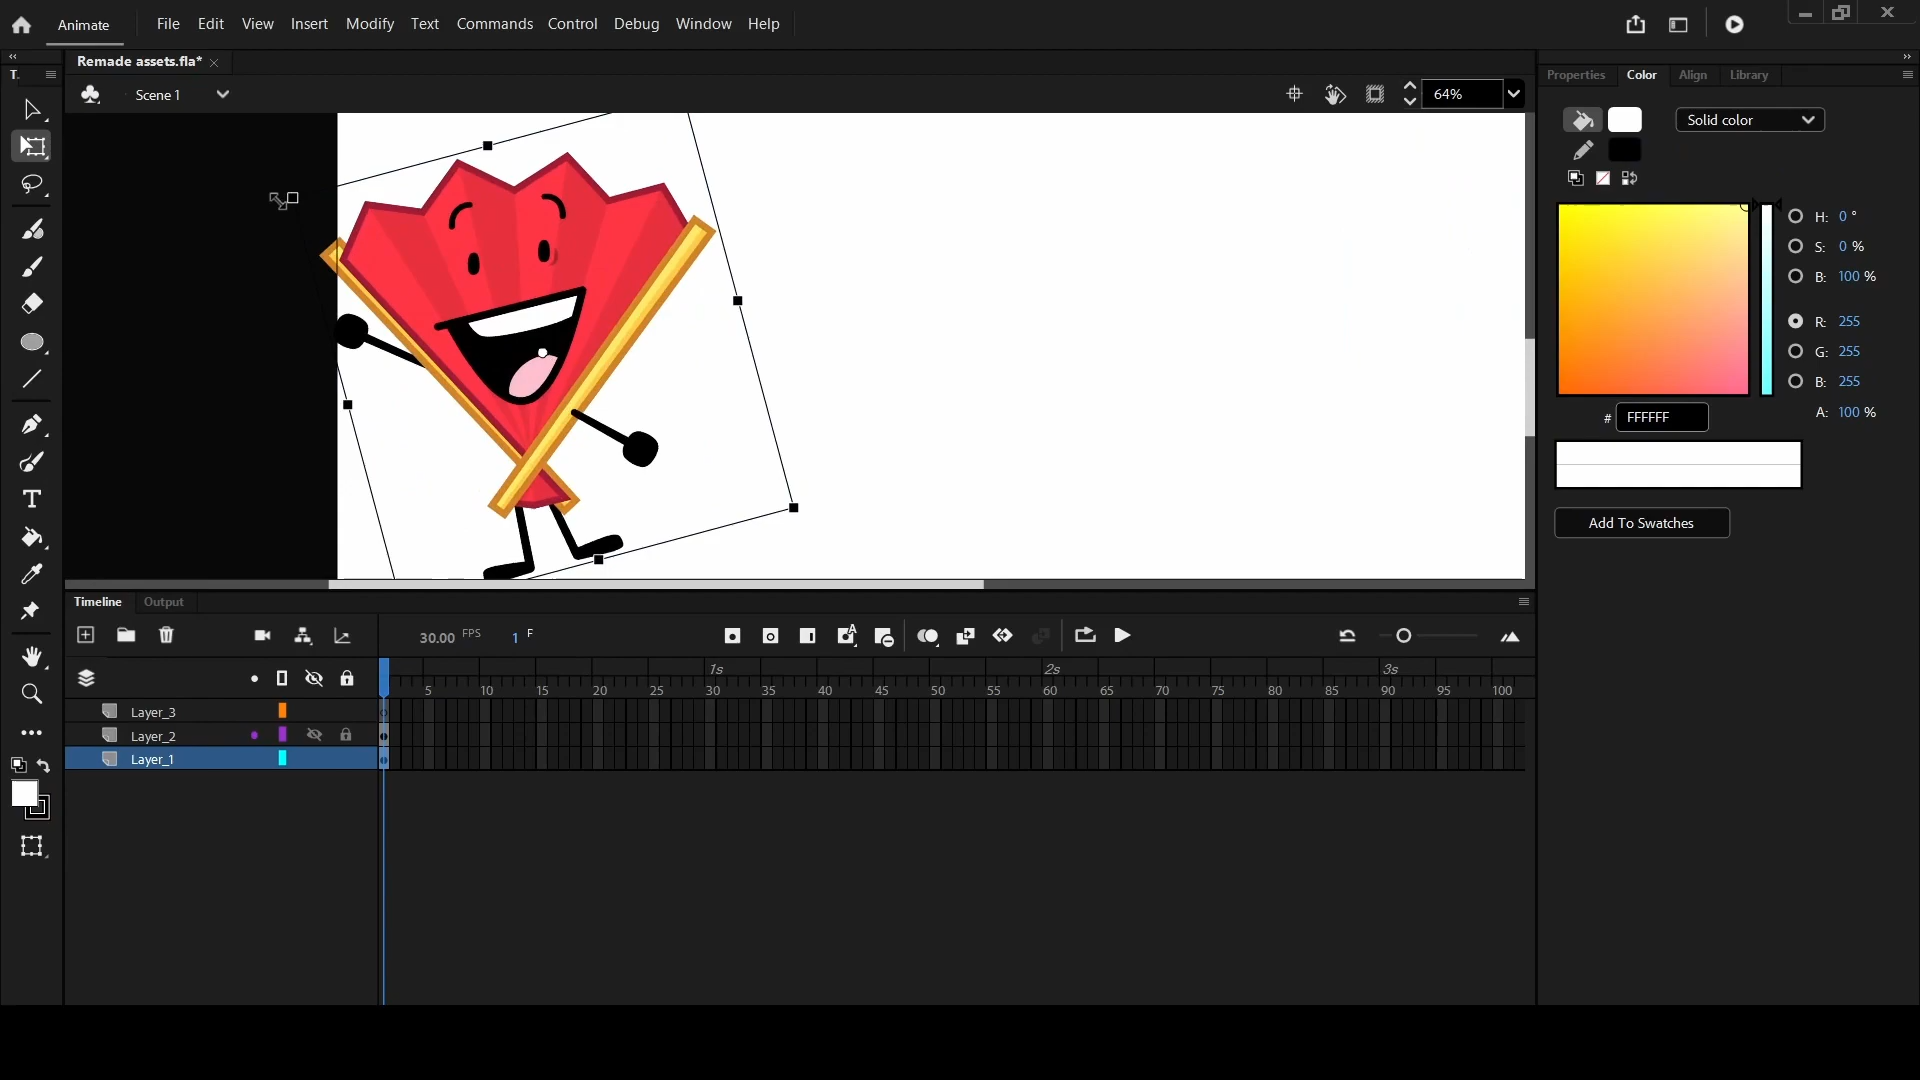 Animate File Edit View Insert Modify Text Commands Control Debug Window Help
Remade assets.fla*
T.
Properties Color Align Library
Scene 1
64%
Solid color
H: 0 °
S: 0 %
B: 100 %
R: 255
G: 255
B: 255
A: 100 %
# FFFFFF
Add To Swatches
Timeline Output
30.00 FPS 1 F
1s 2s 3s
5 10 15 20 25 30 35 40 45 50 55 60 65 70 75 80 85 90 95 100
Layer_3
Layer_2
Layer_1